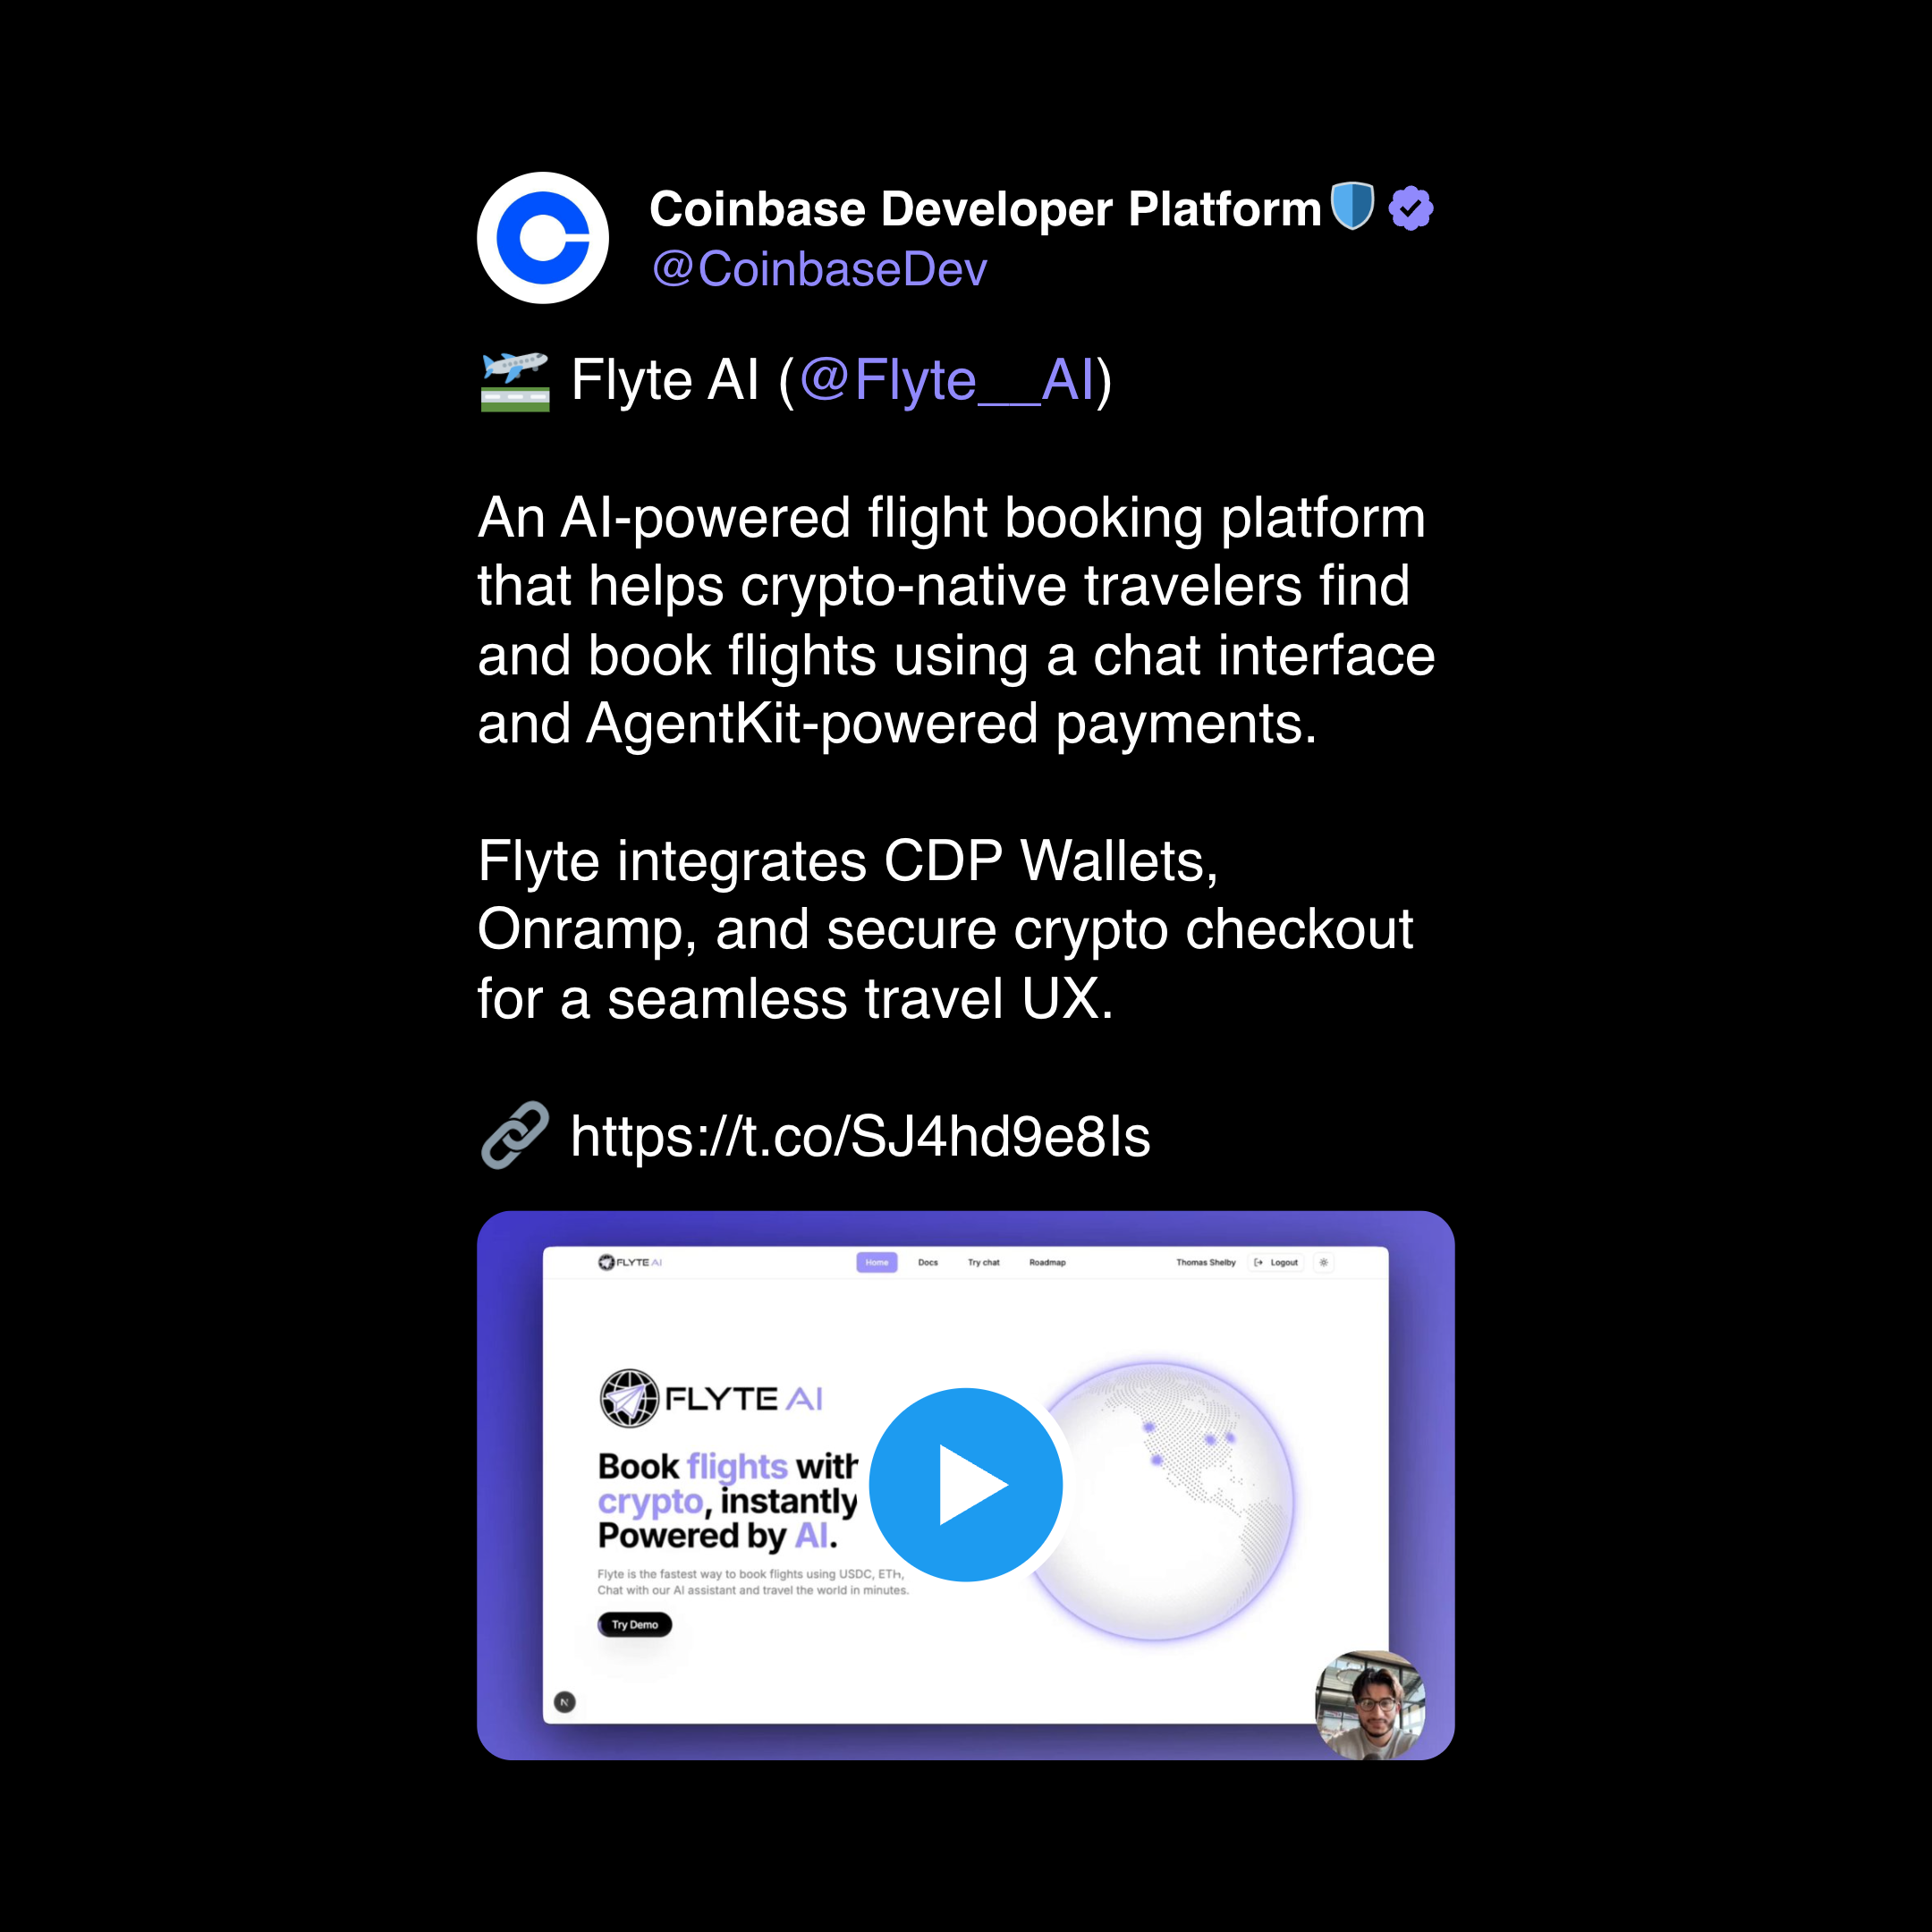 Coinbase Developer Platform🛡️
@CoinbaseDev
🛫 Flyte AI (@Flyte__AI)
An AI-powered flight booking platform
that helps crypto-native travelers find
and book flights using a chat interface
and AgentKit-powered payments.
Flyte integrates CDP Wallets,
Onramp, and secure crypto checkout
for a seamless travel UX.
🔗 https://t.co/SJ4hd9e8Is
FLYTE AI
Home Docs Try chat Roadmap
Thomas Shelby Logout
FLYTE AI
Book flights with
crypto, instantly
Powered by AI.
Flyte is the fastest way to book flights using USDC, ETH,
Chat with our AI assistant and travel the world in minutes.
Try Demo
N